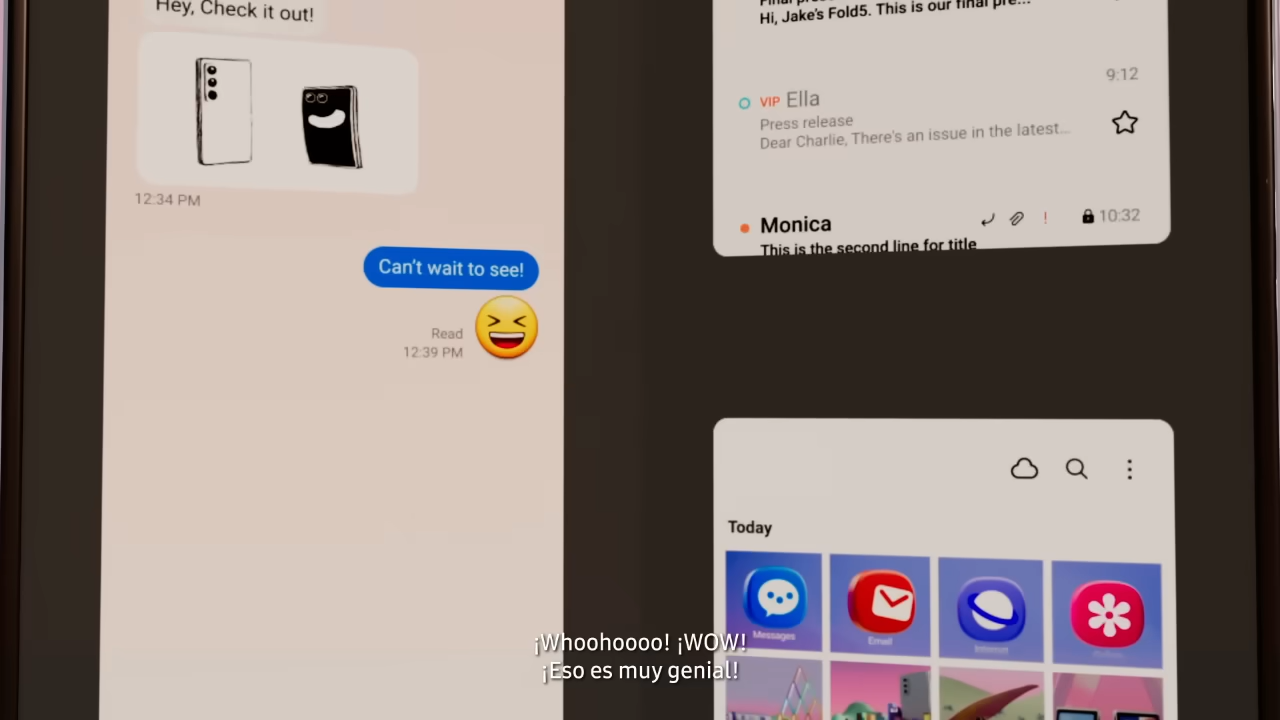 Hey, Check it out!
12:34 PM
Can't wait to see!
Read
12:39 PM
Hi, Jake's Fold5. This is our final pre...
9:12
VIP Ella
Press release
Dear Charlie, There's an issue in the latest...
Monica
10:32
This is the second line for title
Today
Messages
Email
Internet
¡Whoohoooo! ¡WOW!
¡Eso es muy genial!